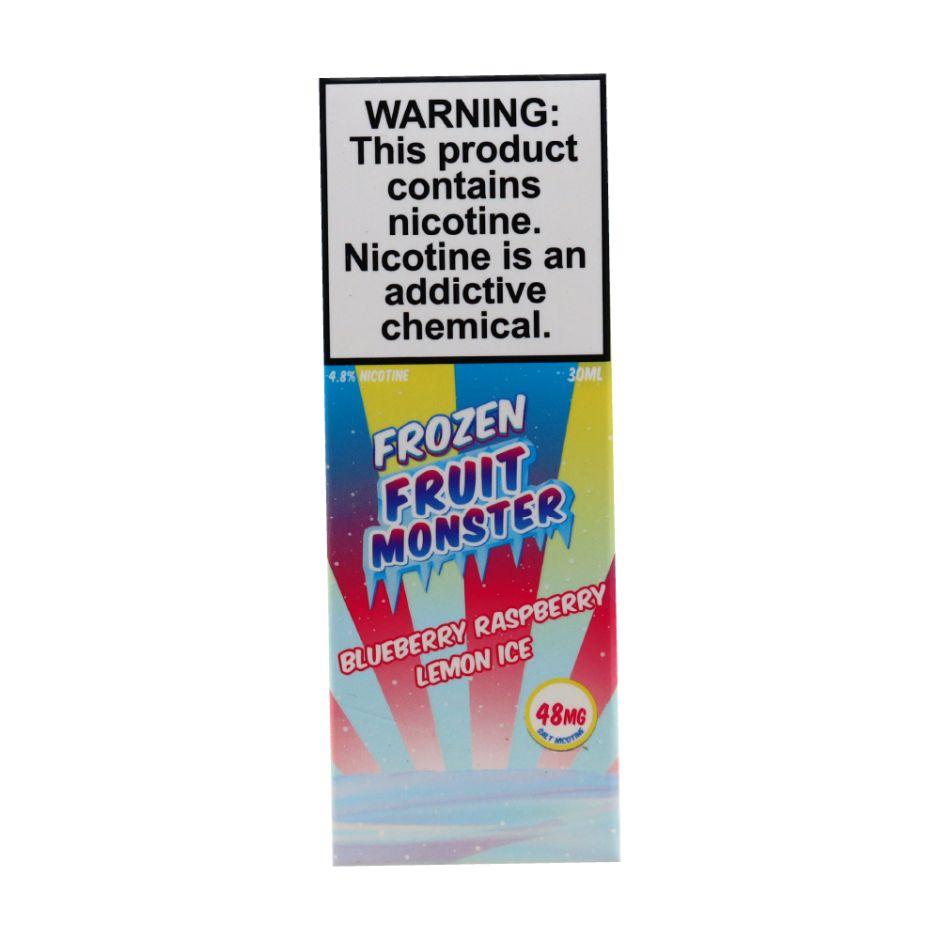 WARNING:
This product
contains
nicotine.
Nicotine is an
addictive
chemical.
4.8% NICOTINE
30ML
FROZEN
FRUIT
MONSTER
BLUEBERRY RASPBERRY
LEMON ICE
48MG
SALT NICOTINE